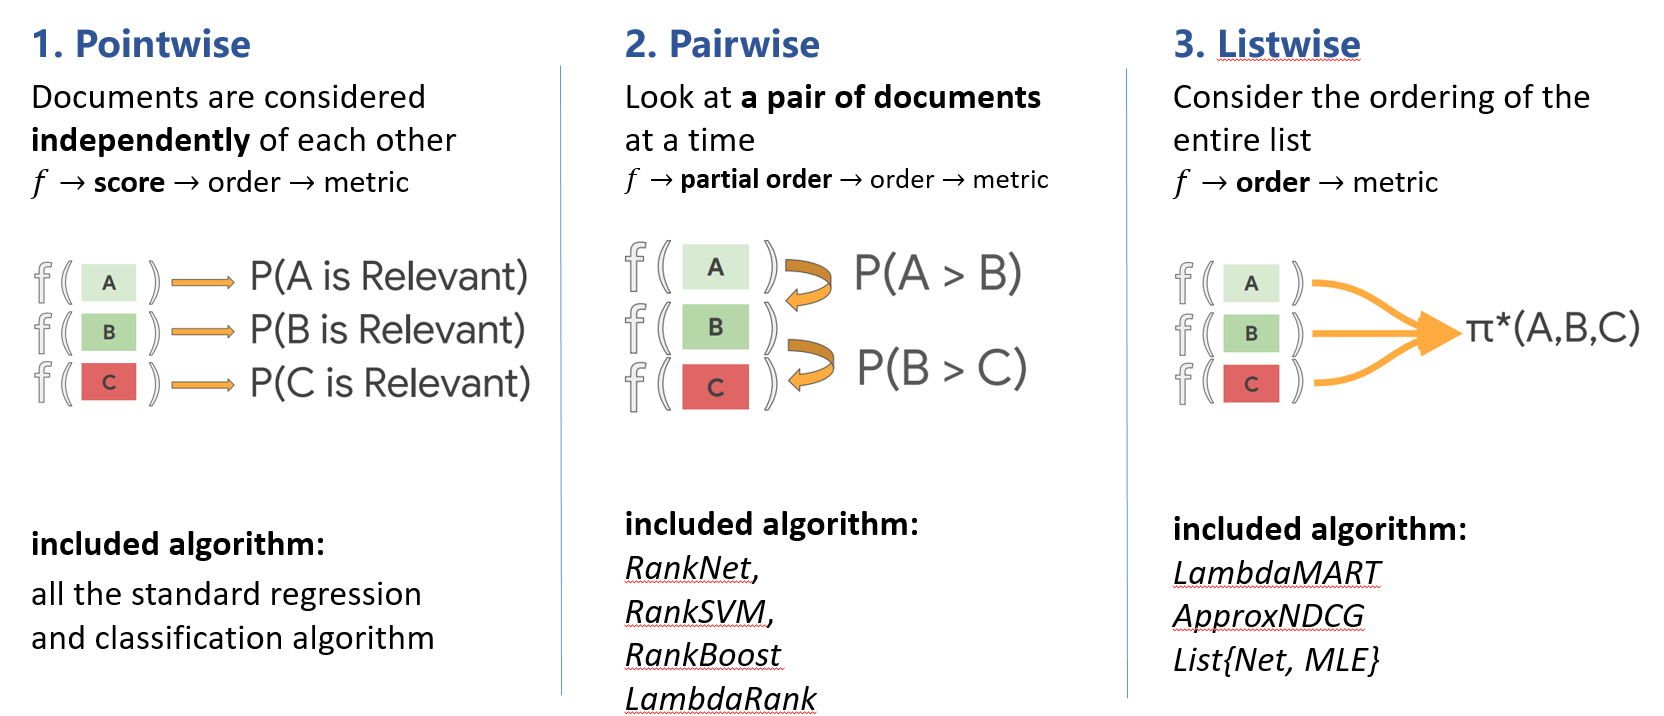 1. Pointwise
Documents are considered
independently of each other
f → score → order → metric
f ( A ) P(A is Relevant)
f ( B ) P(B is Relevant)
f ( C ) P(C is Relevant)
included algorithm:
all the standard regression
and classification algorithm
2. Pairwise
Look at a pair of documents
at a time
f → partial order → order → metric
f ( A )
P(A > B)
f ( B )
P(B > C)
f ( C )
included algorithm:
RankNet,
RankSVM,
RankBoost
LambdaRank
3. Listwise
Consider the ordering of the
entire list
f → order → metric
f ( A )
f ( B ) π*(A,B,C)
f ( C )
included algorithm:
LambdaMART
ApproxNDCG
List{Net, MLE}